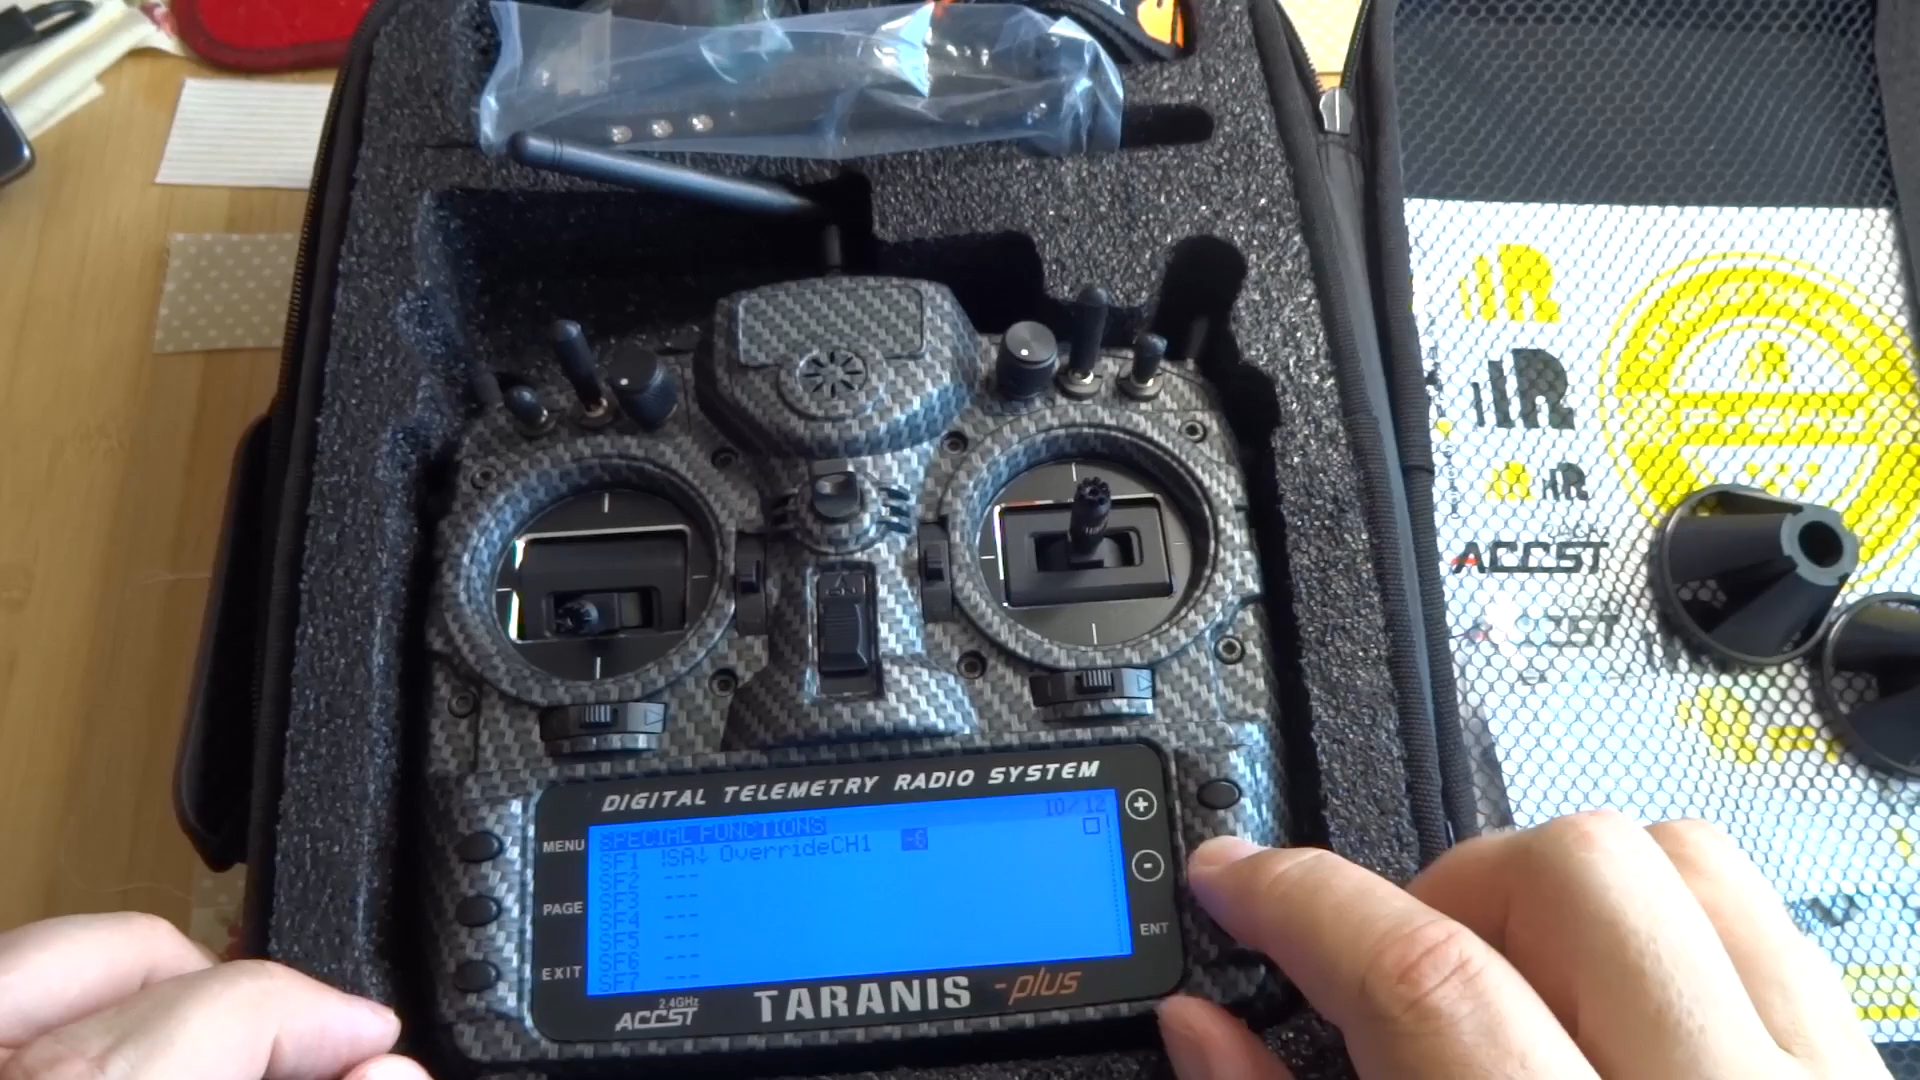 DIGITAL TELEMETRY RADIO SYSTEM
SPECIAL FUNCTIONS 10/12
SF1 !SA↓ OverrideCH1 -6
SF2 ---
SF3 ---
SF4 ---
SF5 ---
SF6 ---
SF7 ---
MENU
PAGE
EXIT
+
-
ENT
2.4GHz
ACCST
TARANIS -plus
ACCST